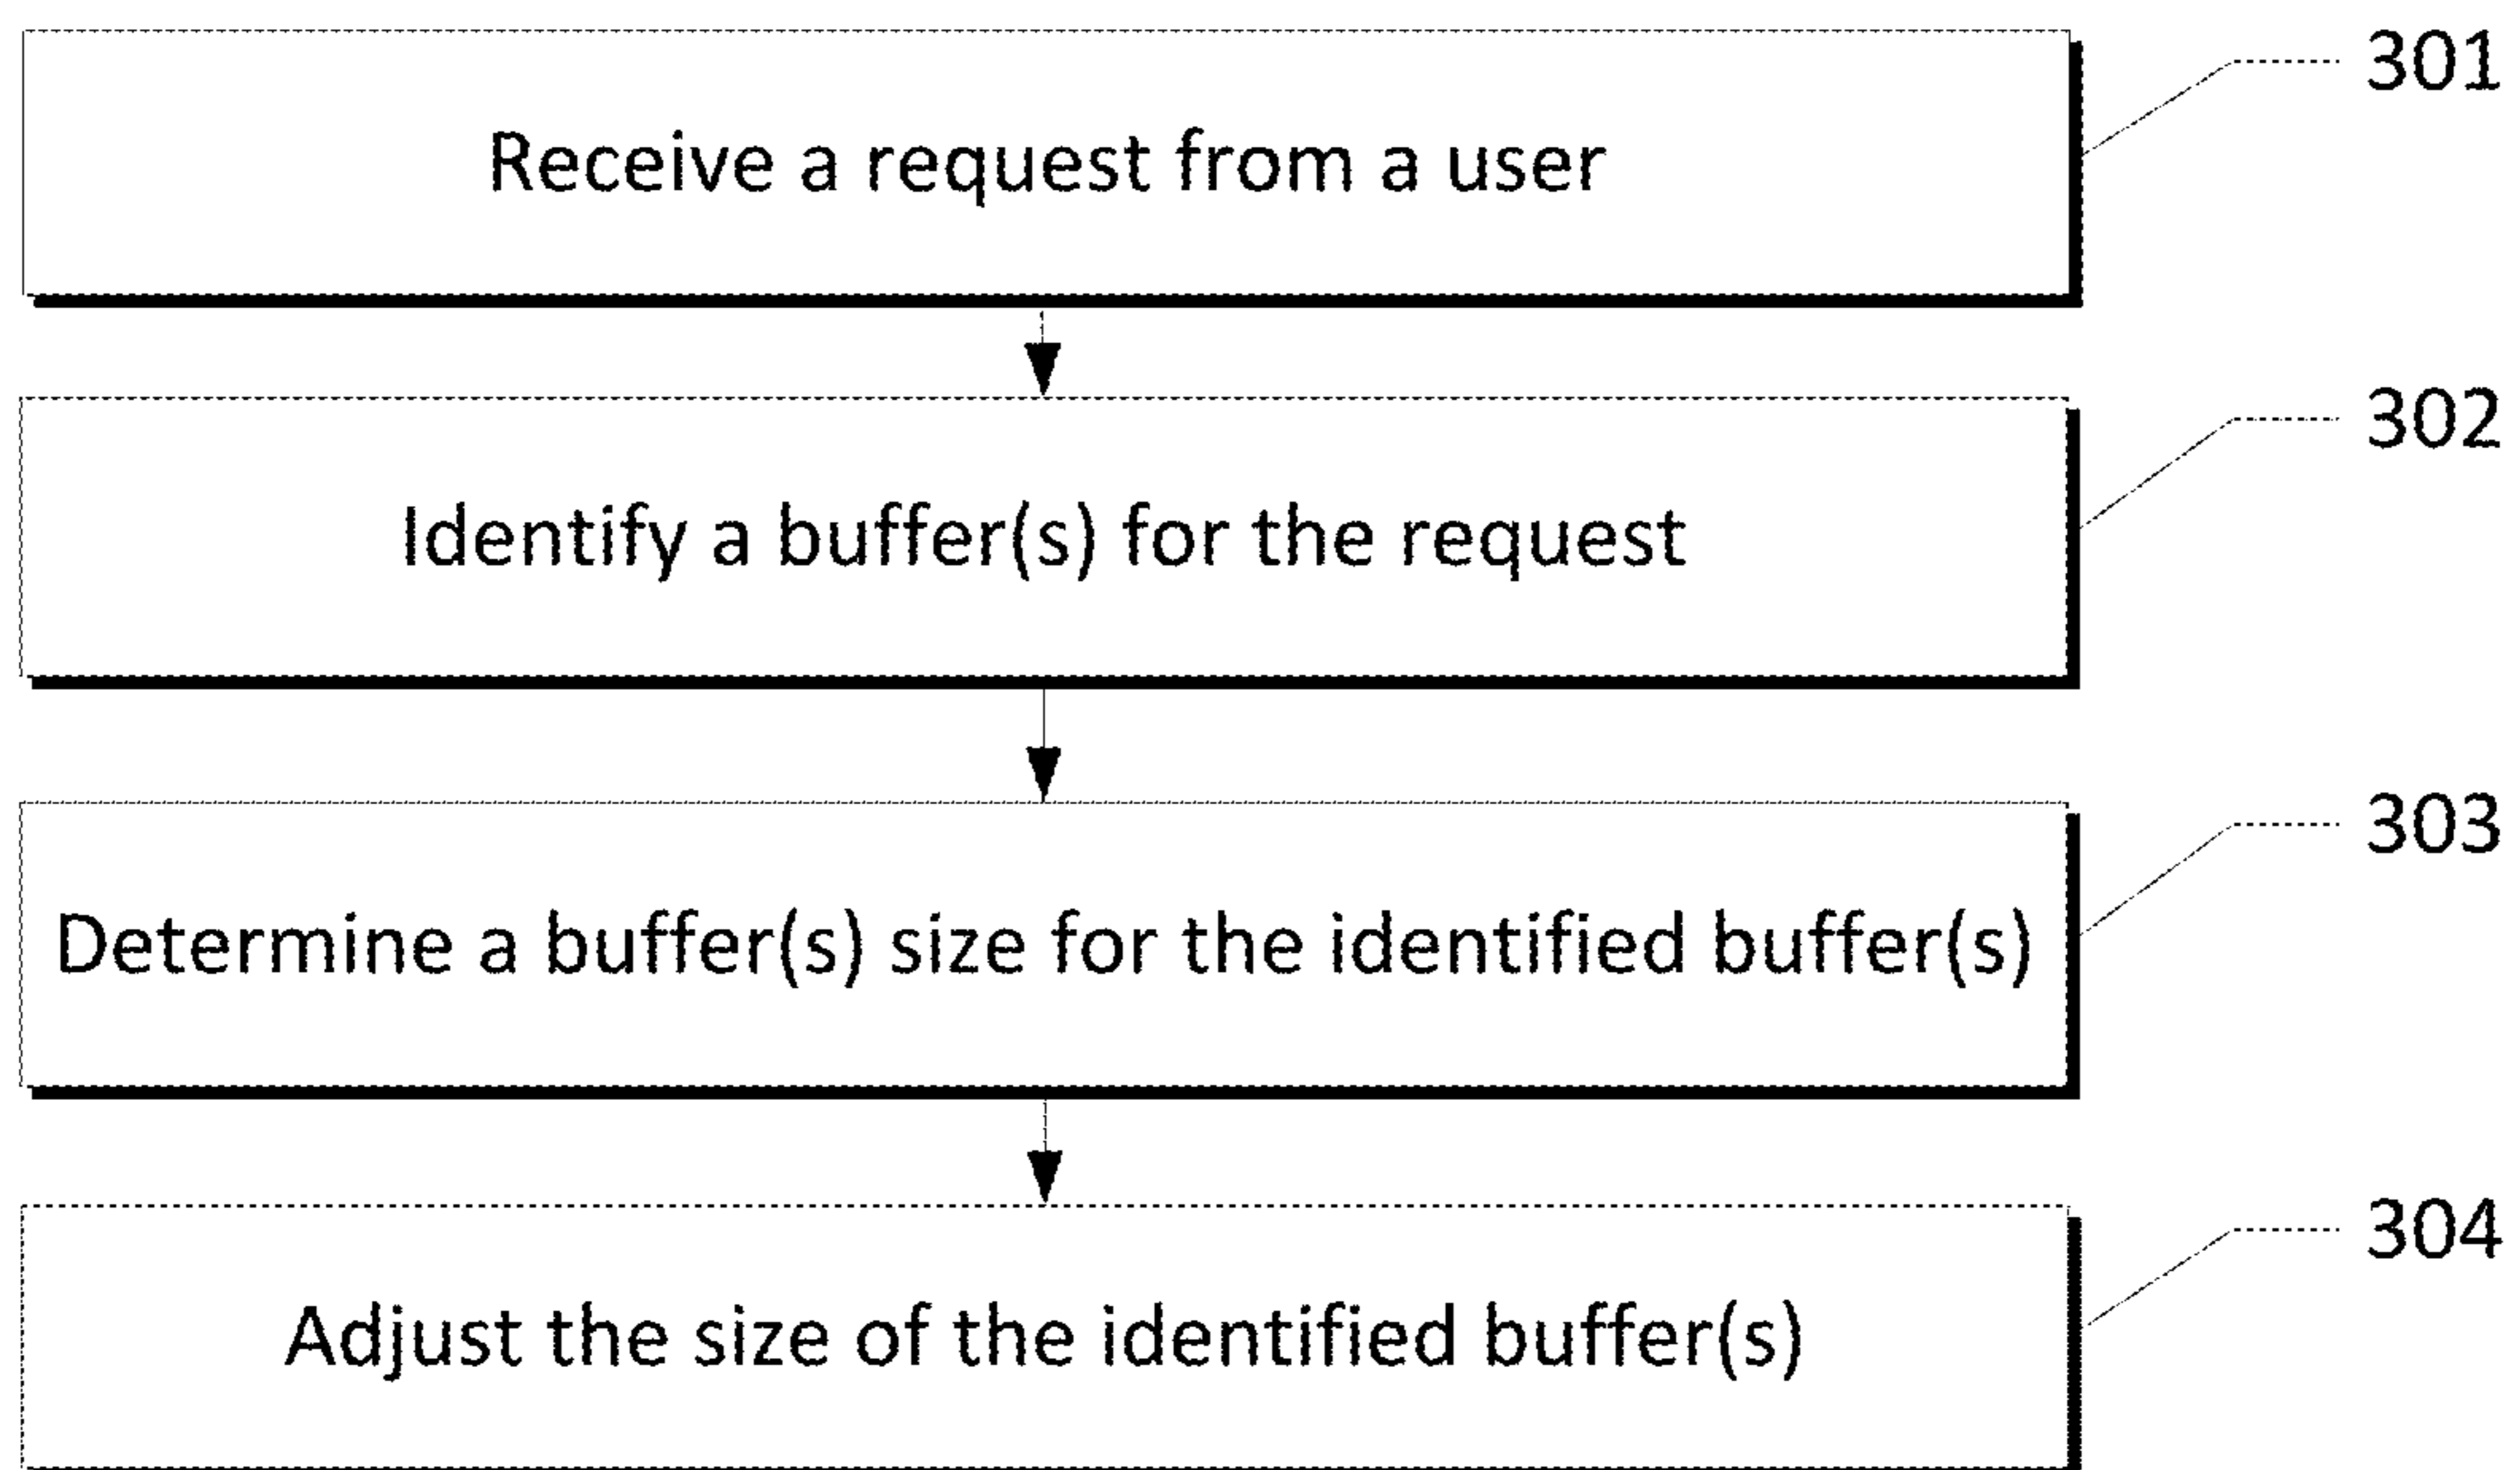 301
Receive a request from a user
302
Identify a buffer(s) for the request
303
Determine a buffer(s) size for the identified buffer(s)
304
Adjust the size of the identified buffer(s)